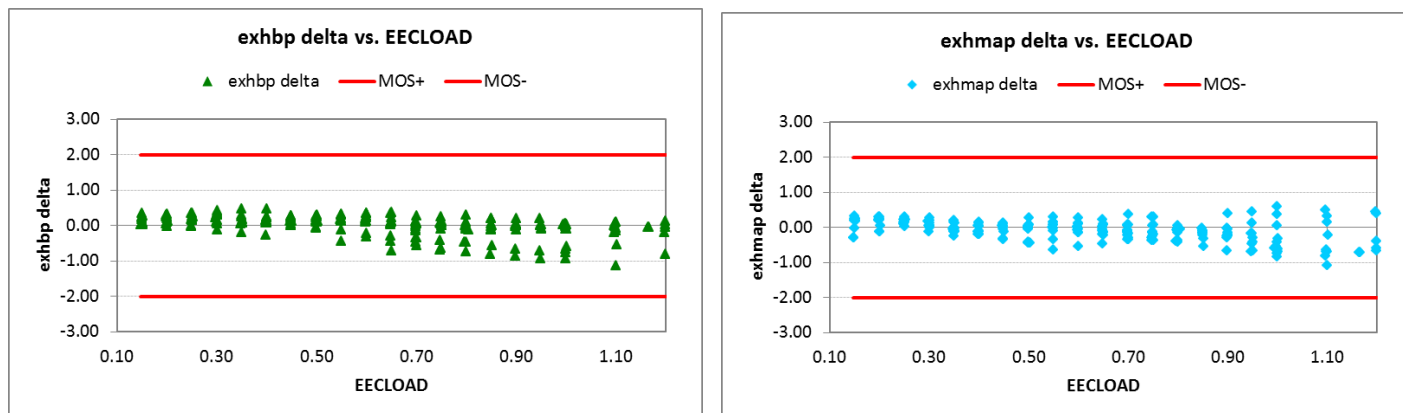 exhbp delta vs. EECLOAD
exhbp delta MOS+ MOS-
exhbp delta
3.00
2.00
1.00
0.00
-1.00
-2.00
-3.00
0.10 0.30 0.50 0.70 0.90 1.10
EECLOAD
exhmap delta vs. EECLOAD
exhmap delta MOS+ MOS-
exhmap delta
3.00
2.00
1.00
0.00
-1.00
-2.00
-3.00
0.10 0.30 0.50 0.70 0.90 1.10
EECLOAD